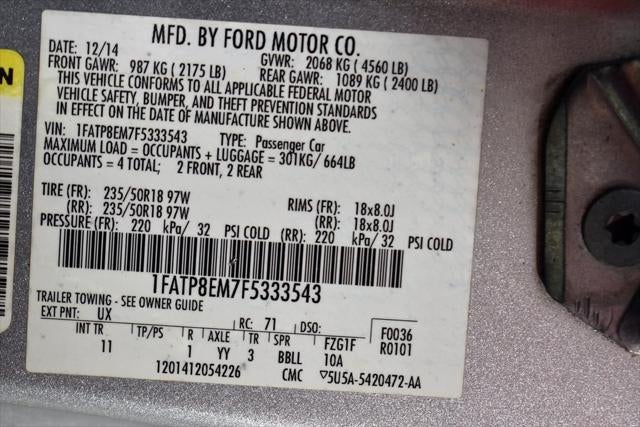 MFD. BY FORD MOTOR CO.
DATE: 12/14 GVWR: 2068 KG ( 4560 LB)
FRONT GAWR: 987 KG ( 2175 LB) REAR GAWR: 1089 KG ( 2400 LB)
THIS VEHICLE CONFORMS TO ALL APPLICABLE FEDERAL MOTOR
VEHICLE SAFETY, BUMPER, AND THEFT PREVENTION STANDARDS
IN EFFECT ON THE DATE OF MANUFACTURE SHOWN ABOVE.
VIN: 1FATP8EM7F5333543 TYPE: Passenger Car
MAXIMUM LOAD = OCCUPANTS + LUGGAGE = 301KG/ 664LB
OCCUPANTS = 4 TOTAL; 2 FRONT, 2 REAR
TIRE (FR): 235/50R18 97W RIMS (FR): 18x8.0J
(RR): 235/50R18 97W (RR): 18x8.0J
PRESSURE (FR): 220 kPa/ 32 PSI COLD (RR): 220 kPa/ 32 PSI COLD
1FATP8EM7F5333543
TRAILER TOWING - SEE OWNER GUIDE
EXT PNT: UX RC: 71 DSO: F0036
INT TR TP/PS R AXLE TR SPR FZG1F R0101
11 1 YY 3 BBLL 10A
1201412054226 CMC ▽5U5A-5420472-AA
N